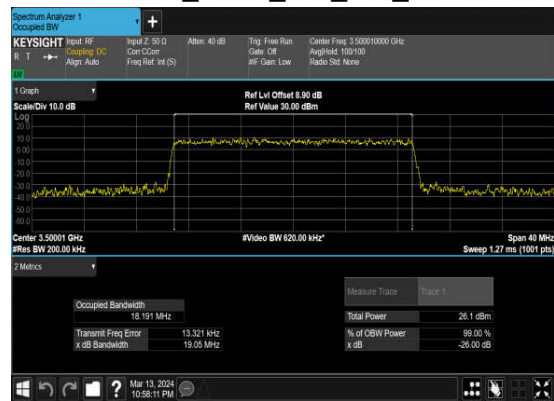 Spectrum Analyzer 1
Occupied BW
+
KEYSIGHT Input: RF Input Z: 50 Ω Atten: 40 dB Trig: Free Run Center Freq: 3.500010000 GHz
R T Coupling: DC Corr CCorr Gate: Off Avg|Hold: 100/100
Align: Auto Freq Ref: Int (S) #IF Gain: Low Radio Std: None
1 Graph Ref Lvl Offset 8.90 dB
Scale/Div 10.0 dB Ref Value 30.00 dBm
Log
20.0
10.0
0.00
-10.0
-20.0
-30.0
-40.0
-50.0
-60.0
Center 3.50001 GHz #Video BW 620.00 kHz* Span 40 MHz
#Res BW 200.00 kHz Sweep 1.27 ms (1001 pts)
2 Metrics
Measure Trace Trace 1
Occupied Bandwidth
18.191 MHz Total Power 26.1 dBm
Transmit Freq Error 13.321 kHz % of OBW Power 99.00 %
x dB Bandwidth 19.05 MHz x dB -26.00 dB
? Mar 13, 2024
10:58:11 PM